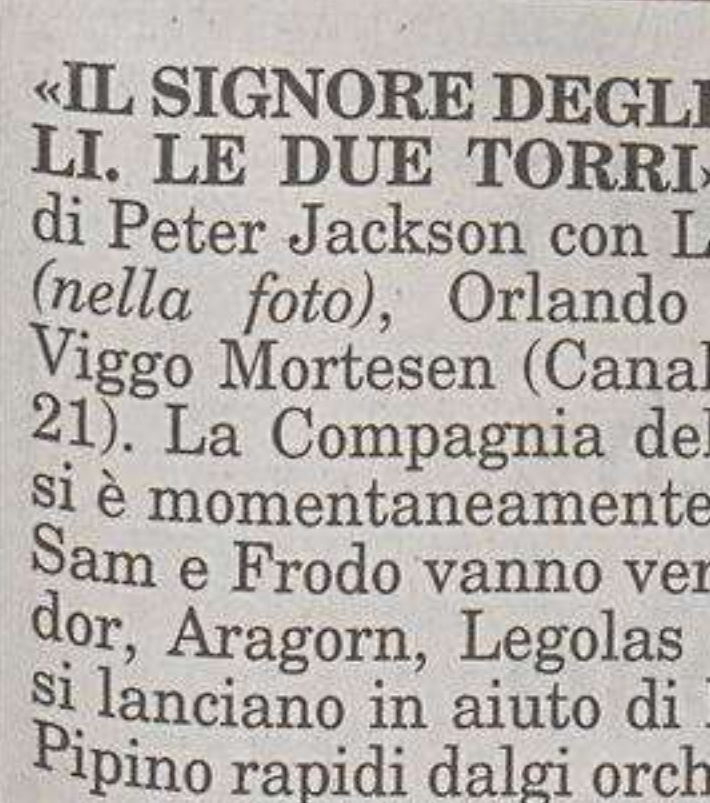 «IL SIGNORE DEGLI
LI. LE DUE TORRI»
di Peter Jackson con L
(nella foto), Orlando
Viggo Mortesen (Canal
21). La Compagnia del
si è momentaneamente
Sam e Frodo vanno ver
dor, Aragorn, Legolas
si lanciano in aiuto di
Pipino rapidi dalgi orch